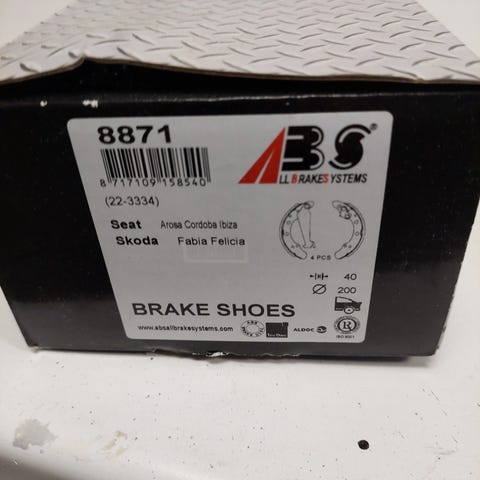 8871
ABS®
ALL BRAKE SYSTEMS
8 717109 158540
(22-3334)
Seat Arosa Cordoba Ibiza
Skoda Fabia Felicia
4 PCS
40
200
BRAKE SHOES
www.absallbrakesystems.com
ALDOC
R
ISO 9001